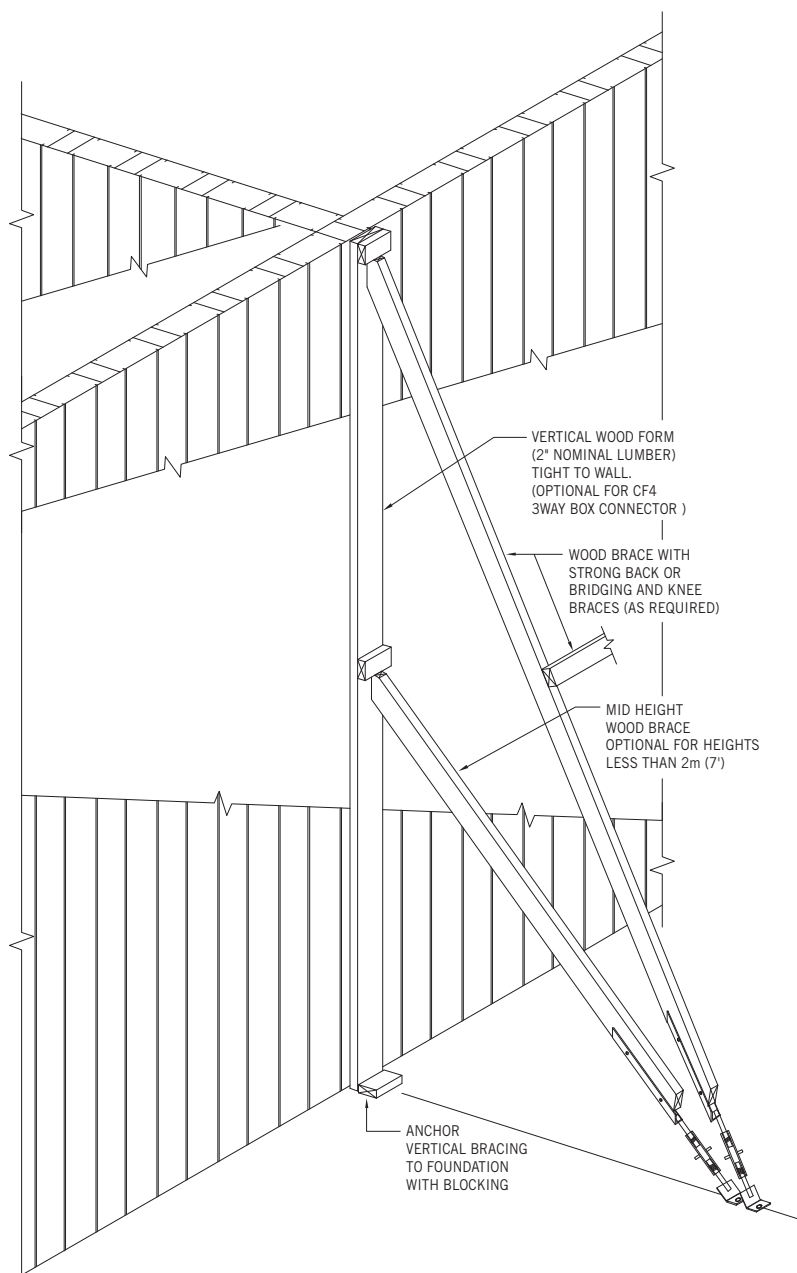 VERTICAL WOOD FORM
(2" NOMINAL LUMBER)
TIGHT TO WALL.
(OPTIONAL FOR CF4
3WAY BOX CONNECTOR )
WOOD BRACE WITH
STRONG BACK OR
BRIDGING AND KNEE
BRACES (AS REQUIRED)
MID HEIGHT
WOOD BRACE
OPTIONAL FOR HEIGHTS
LESS THAN 2m (7')
ANCHOR
VERTICAL BRACING
TO FOUNDATION
WITH BLOCKING